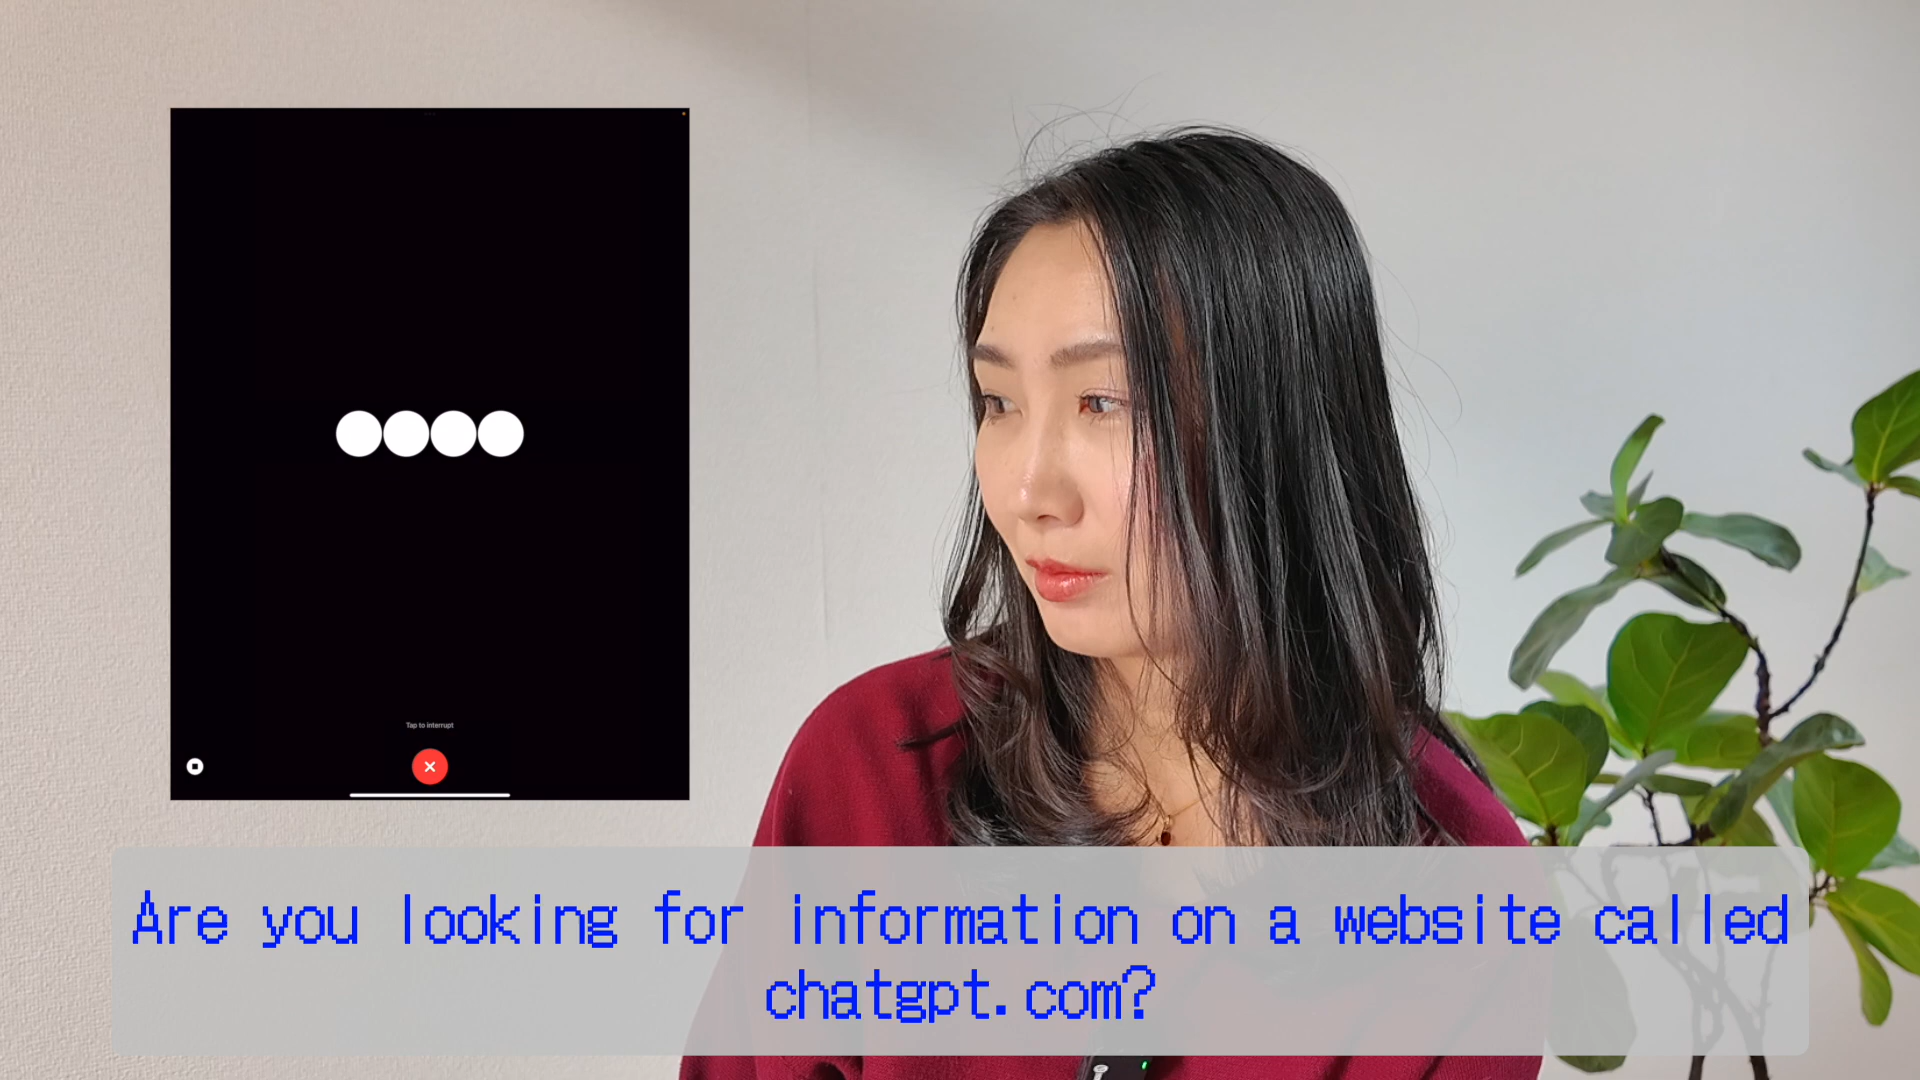 Tap to interrupt
Are you looking for information on a website called
chatgpt.com?